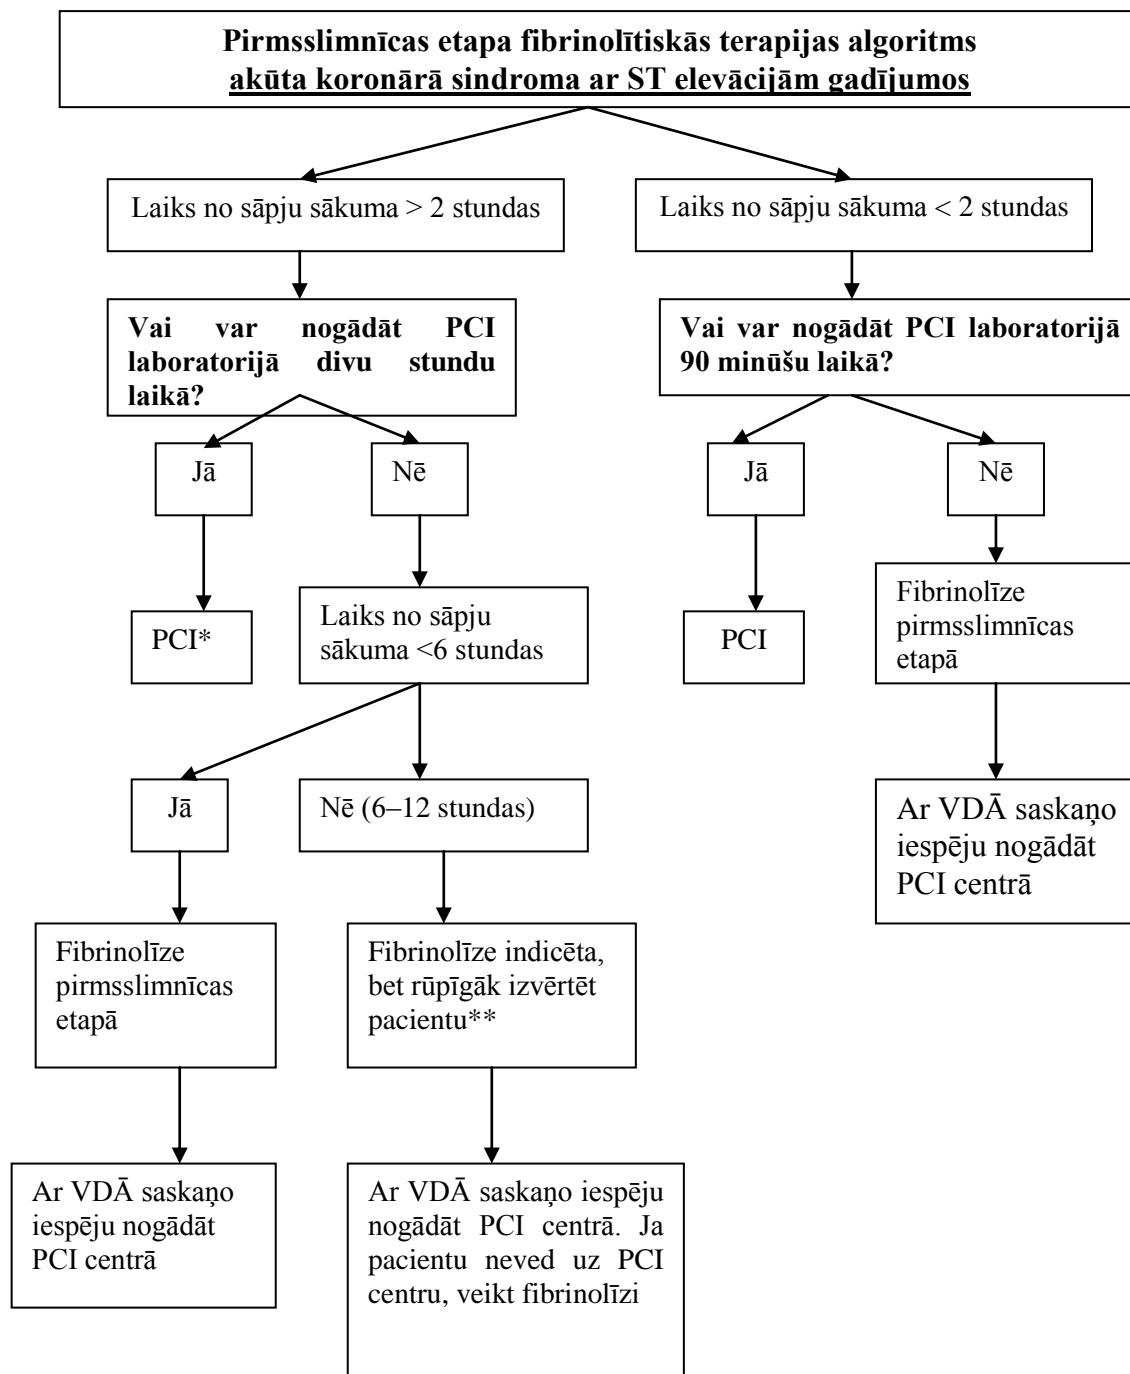 Pirmsslimnīcas etapa fibrinolītiskās terapijas algoritms
akūta koronārā sindroma ar ST elevācijām gadījumos
Laiks no sāpju sākuma > 2 stundas
Laiks no sāpju sākuma < 2 stundas
Vai var nogādāt PCI
laboratorijā divu stundu
laikā?
Vai var nogādāt PCI laboratorijā
90 minūšu laikā?
Jā
Nē
Jā
Nē
PCI*
Laiks no sāpju
sākuma <6 stundas
PCI
Fibrinolīze
pirmsslimnīcas
etapā
Jā
Nē (6–12 stundas)
Ar VDĀ saskaņo
iespēju nogādāt
PCI centrā
Fibrinolīze
pirmsslimnīcas
etapā
Fibrinolīze indicēta,
bet rūpīgāk izvērtēt
pacientu**
Ar VDĀ saskaņo
iespēju nogādāt
PCI centrā
Ar VDĀ saskaņo iespēju
nogādāt PCI centrā. Ja
pacientu neved uz PCI
centru, veikt fibrinolīzi